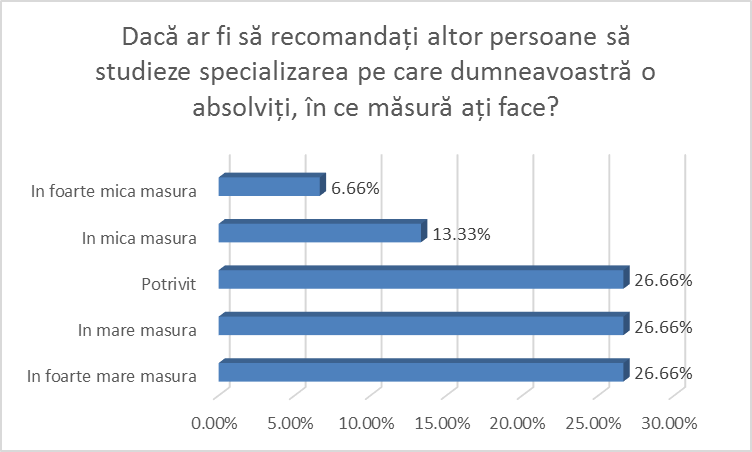 Dacă ar fi să recomandați altor persoane să
studieze specializarea pe care dumneavoastră o
absolviți, în ce măsură ați face?
In foarte mica masura
6.66%
In mica masura
13.33%
Potrivit
26.66%
In mare masura
26.66%
In foarte mare masura
26.66%
0.00% 5.00% 10.00% 15.00% 20.00% 25.00% 30.00%